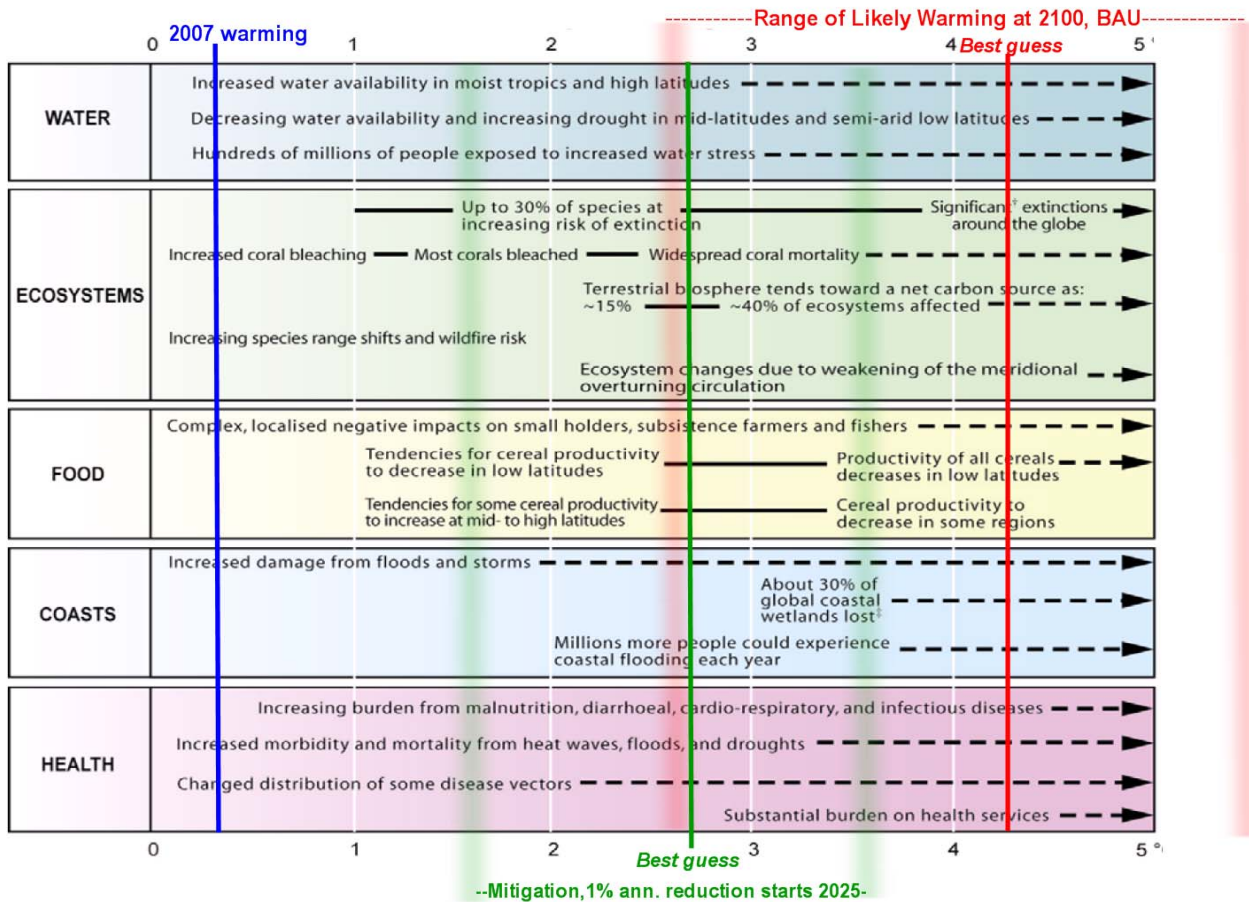 ----------Range of Likely Warming at 2100, BAU-----------
2007 warming
Best guess
0 1 2 3 4 5°
WATER
Increased water availability in moist tropics and high latitudes
Decreasing water availability and increasing drought in mid-latitudes and semi-arid low latitudes
Hundreds of millions of people exposed to increased water stress
ECOSYSTEMS
Up to 30% of species at
increasing risk of extinction
Significant† extinctions
around the globe
Increased coral bleaching
Most corals bleached
Widespread coral mortality
Terrestrial biosphere tends toward a net carbon source as:
~15%
~40% of ecosystems affected
Increasing species range shifts and wildfire risk
Ecosystem changes due to weakening of the meridional
overturning circulation
FOOD
Complex, localised negative impacts on small holders, subsistence farmers and fishers
Tendencies for cereal productivity
to decrease in low latitudes
Productivity of all cereals
decreases in low latitudes
Tendencies for some cereal productivity
to increase at mid- to high latitudes
Cereal productivity to
decrease in some regions
COASTS
Increased damage from floods and storms
About 30% of
global coastal
wetlands lost‡
Millions more people could experience
coastal flooding each year
HEALTH
Increasing burden from malnutrition, diarrhoeal, cardio-respiratory, and infectious diseases
Increased morbidity and mortality from heat waves, floods, and droughts
Changed distribution of some disease vectors
Substantial burden on health services
0 1 2 3 4 5°
Best guess
--Mitigation,1% ann. reduction starts 2025-